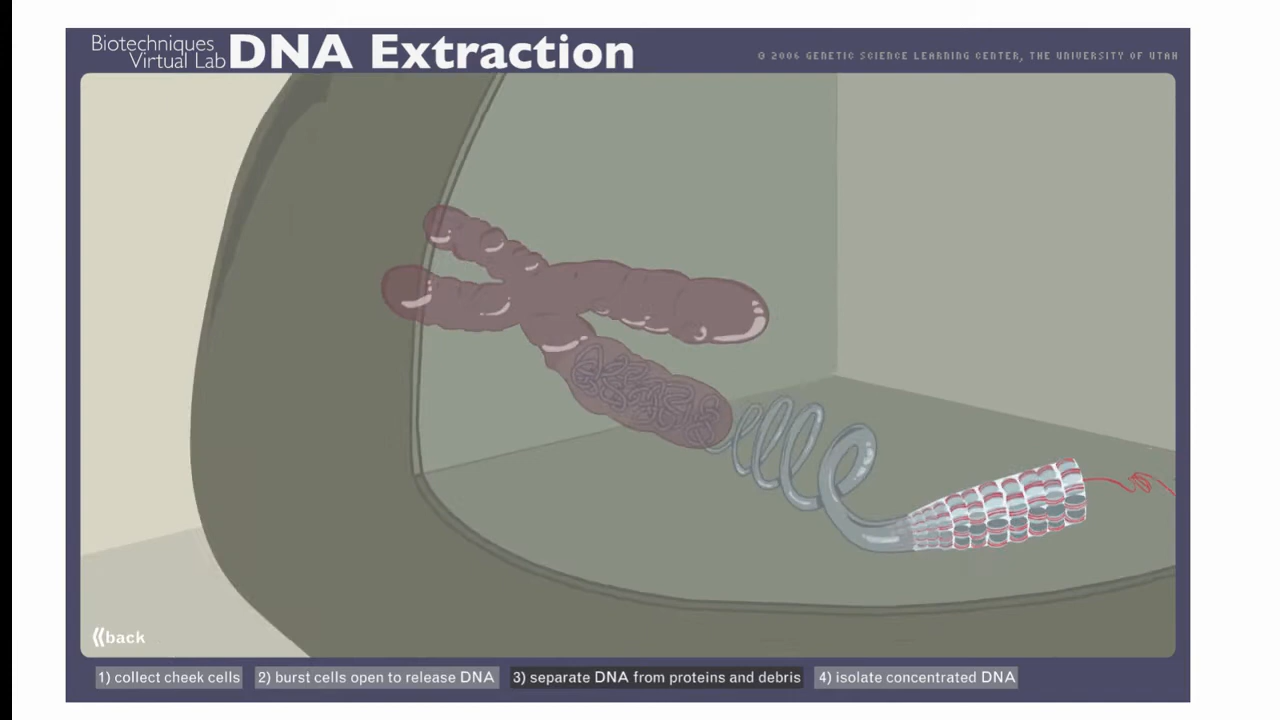 Biotechniques
Virtual Lab
DNA Extraction
© 2006 GENETIC SCIENCE LEARNING CENTER, THE UNIVERSITY OF UTAH
⟪back
1) collect cheek cells
2) burst cells open to release DNA
3) separate DNA from proteins and debris
4) isolate concentrated DNA